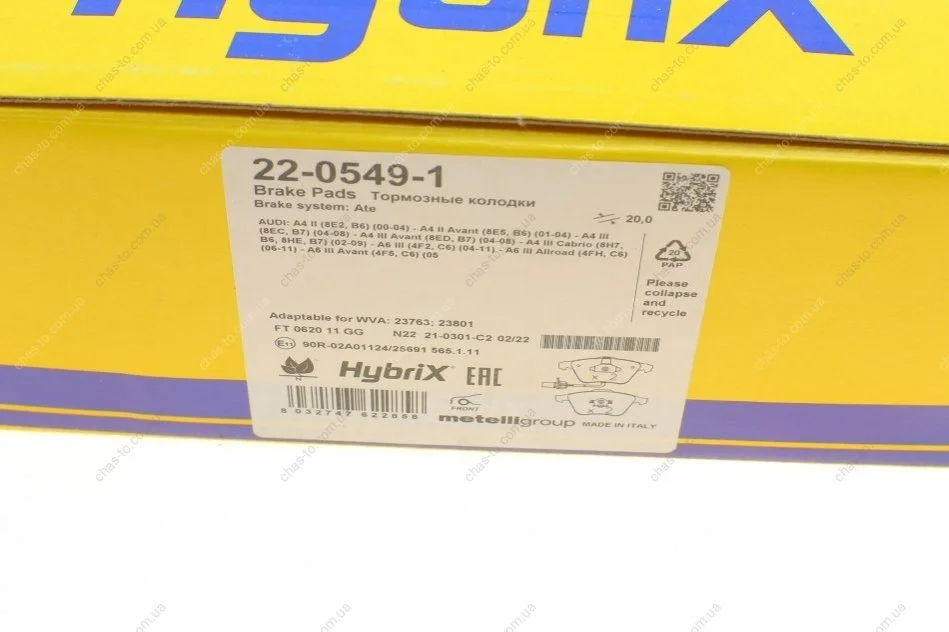 HybriX
22-0549-1
Brake Pads Тормозные колодки
Brake system: Ate
20,0
AUDI: A4 II (8E2, B6) (00-04) - A4 II Avant (8E5, B6) (01-04) - A4 III
(8EC, B7) (04-08) - A4 III Avant (8ED, B7) (04-08) - A4 III Cabrio (8H7,
B6, 8HE, B7) (02-09) - A6 III (4F2, C6) (04-11) - A6 III Allroad (4FH, C6)
(06-11) - A6 III Avant (4F5, C6) (05
20
PAP
Please
collapse
and
recycle
Adaptable for WVA: 23763; 23801
FT 0620 11 GG N22 21-0301-C2 02/22
E11 90R-02A01124/25691 565.1.11
N
HybriX® EAC
x 2
x 2
8 032747 622858
FRONT
metelligroup MADE IN ITALY
chas-to.com.ua